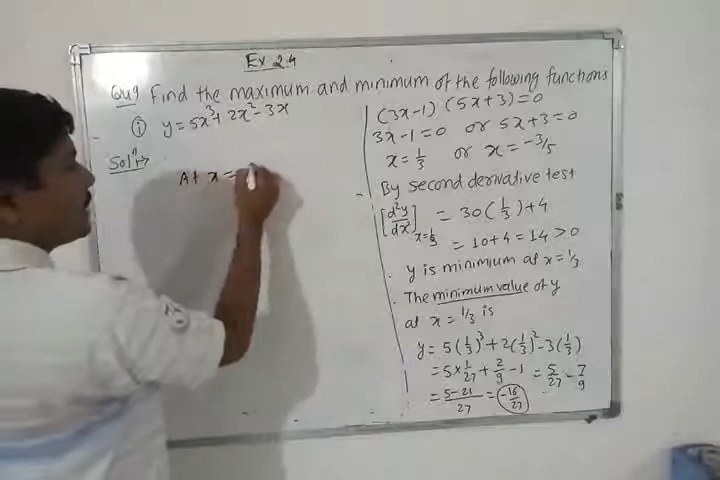 Ex 2.4
Qu9 Find the maximum and minimum of the following functions
(i) y = 5x³ + 2x² - 3x
Solⁿ→
At x =
(3x-1) (5x+3) = 0
3x-1=0 or 5x+3=0
x = 1/3 or x = -3/5
By second derivative test
[d²y/dx²]x=1/3 = 30(1/3)+4
= 10+4 = 14 > 0
y is minimium at x = 1/3
The minimum value of y
at x = 1/3 is
y = 5(1/3)³ + 2(1/3)² - 3(1/3)
= 5 × 1/27 + 2/9 - 1 = 5/27 - 7/9
= 5-21/27 = -16/27